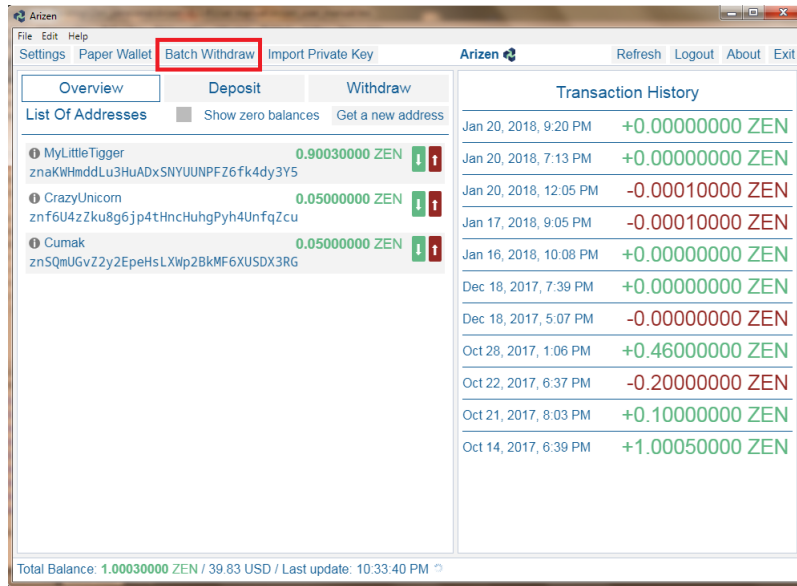 Arizen
File Edit Help
Settings Paper Wallet Batch Withdraw Import Private Key Arizen Refresh Logout About Exit
Overview Deposit Withdraw
List Of Addresses Show zero balances Get a new address
MyLittleTigger 0.90030000 ZEN
znaKWHmddLu3HuADxSNYUUNPFZ6fk4dy3Y5
CrazyUnicorn 0.05000000 ZEN
znf6U4zZku8g6jp4tHncHuhgPyh4UnfqZcu
Cumak 0.05000000 ZEN
znSQmUGvZ2y2EpeHsLXWp2BkMF6XUSDX3RG
Transaction History
Jan 20, 2018, 9:20 PM +0.00000000 ZEN
Jan 20, 2018, 7:13 PM +0.00000000 ZEN
Jan 20, 2018, 12:05 PM -0.00010000 ZEN
Jan 17, 2018, 9:05 PM -0.00010000 ZEN
Jan 16, 2018, 10:08 PM +0.00000000 ZEN
Dec 18, 2017, 7:39 PM +0.00000000 ZEN
Dec 18, 2017, 5:07 PM -0.00000000 ZEN
Oct 28, 2017, 1:06 PM +0.46000000 ZEN
Oct 22, 2017, 6:37 PM -0.20000000 ZEN
Oct 21, 2017, 8:03 PM +0.10000000 ZEN
Oct 14, 2017, 6:39 PM +1.00050000 ZEN
Total Balance: 1.00030000 ZEN / 39.83 USD / Last update: 10:33:40 PM